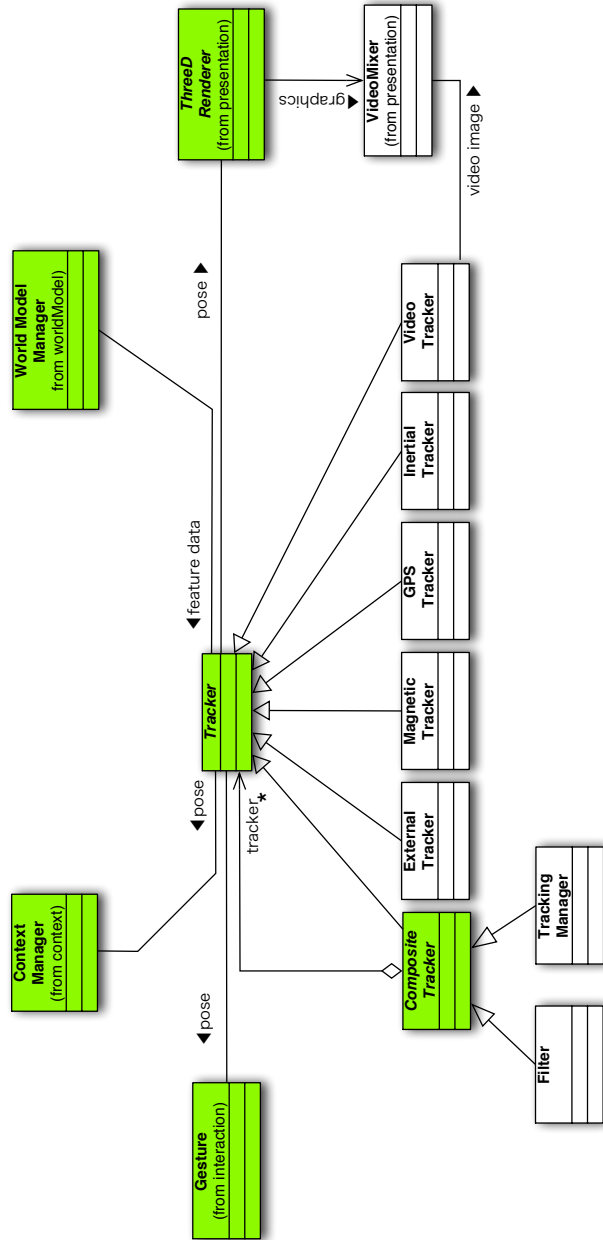 Gesture
(from interaction)
Context
Manager
(from context)
World Model
Manager
from worldModel)
ThreeD
Renderer
(from presentation)
◀pose
◀pose
◀feature data
pose ▶
graphics
▶
Tracker
tracker
*
VideoMixer
(from presentation)
video image ▶
Composite
Tracker
External
Tracker
Magnetic
Tracker
GPS
Tracker
Inertial
Tracker
Video
Tracker
Filter
Tracking
Manager